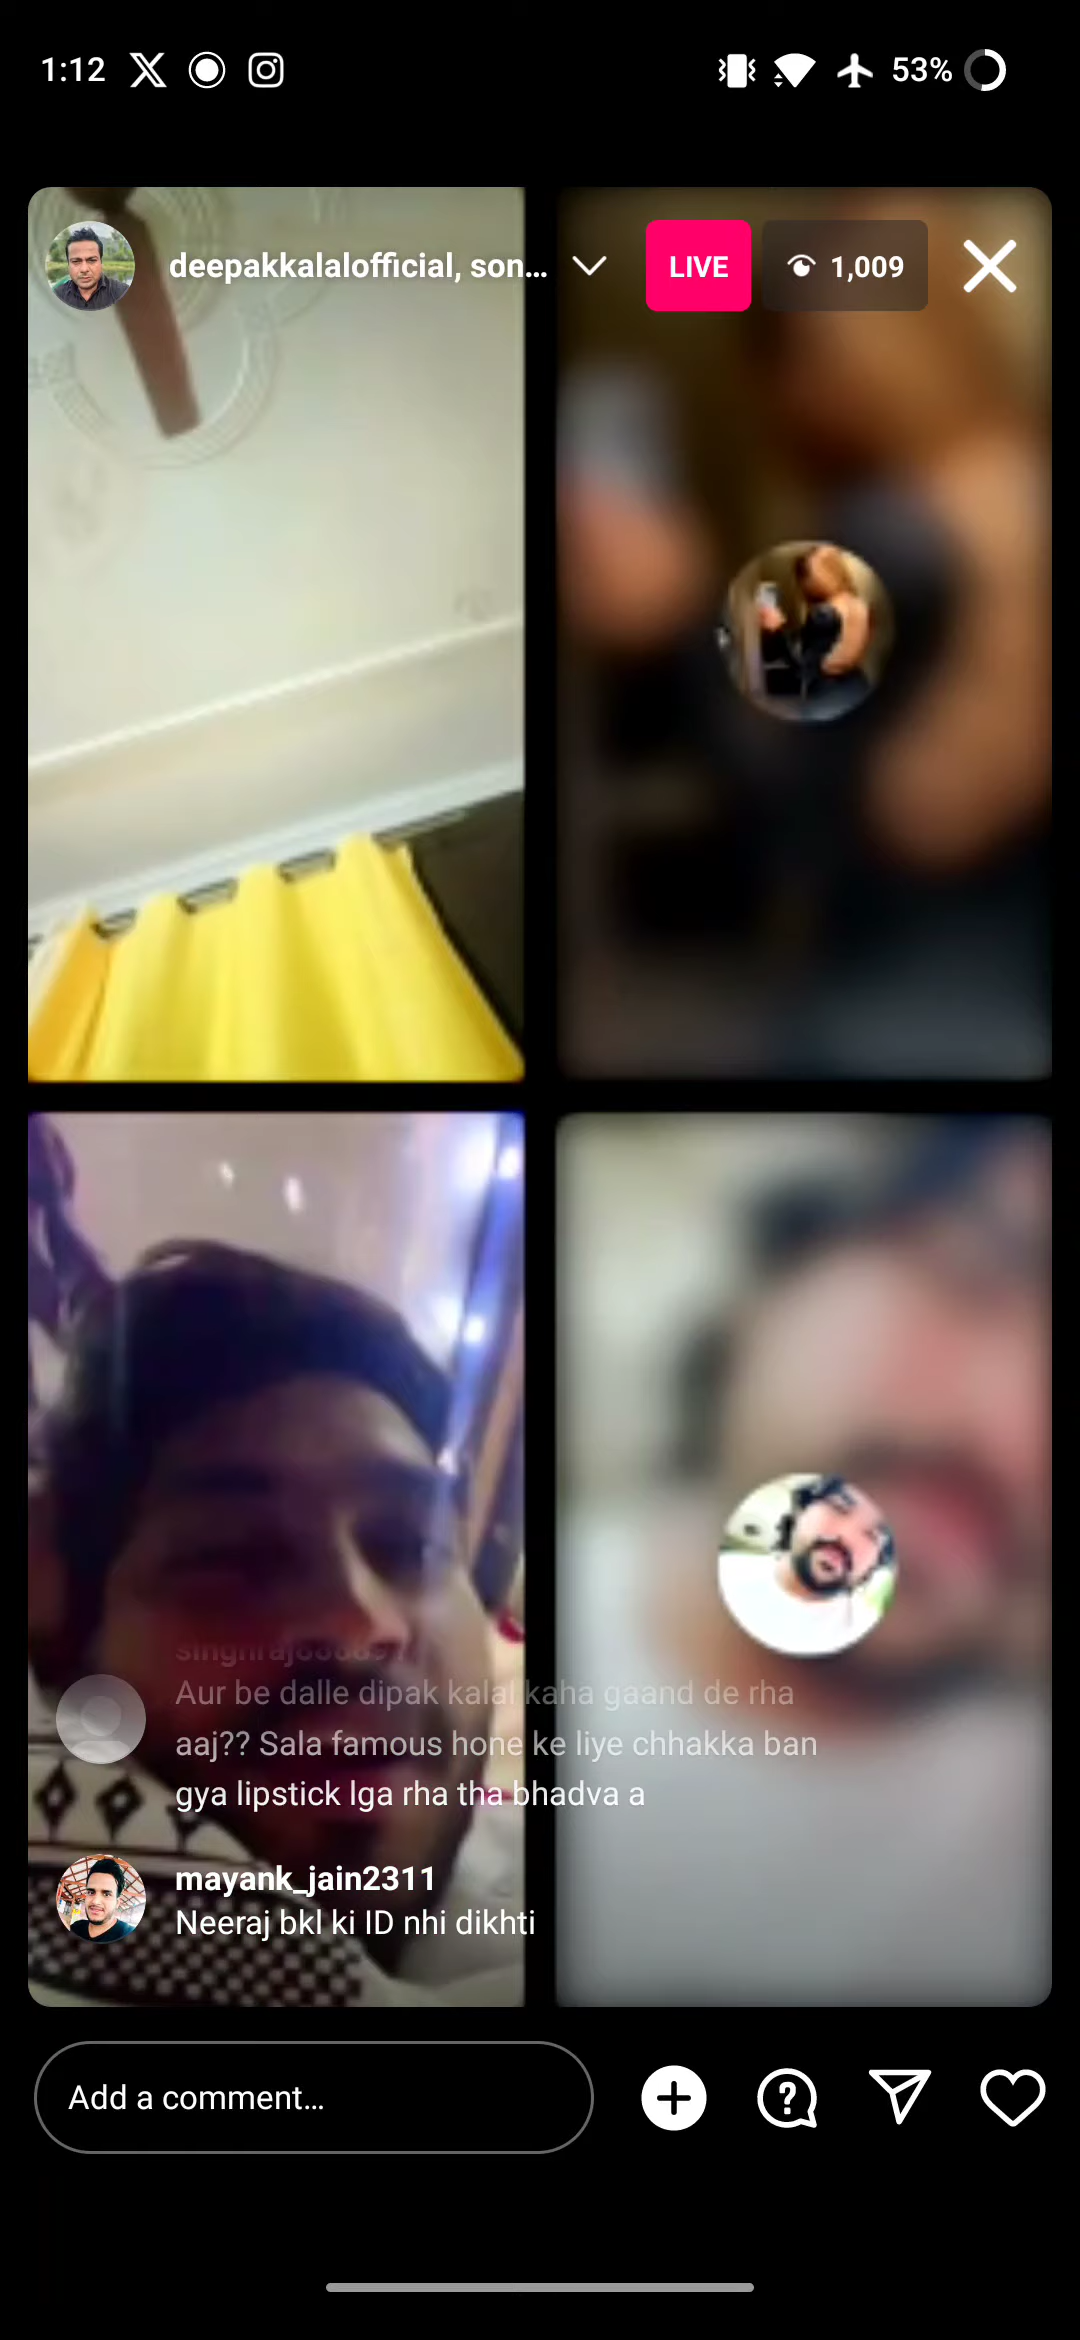 1:12
53%
deepakkalalofficial, son...
LIVE
1,009
Aur be dalle dipak kalal kaha gaand de rha
aaj?? Sala famous hone ke liye chhakka ban
gya lipstick lga rha tha bhadva a
mayank_jain2311
Neeraj bkl ki ID nhi dikhti
Add a comment...